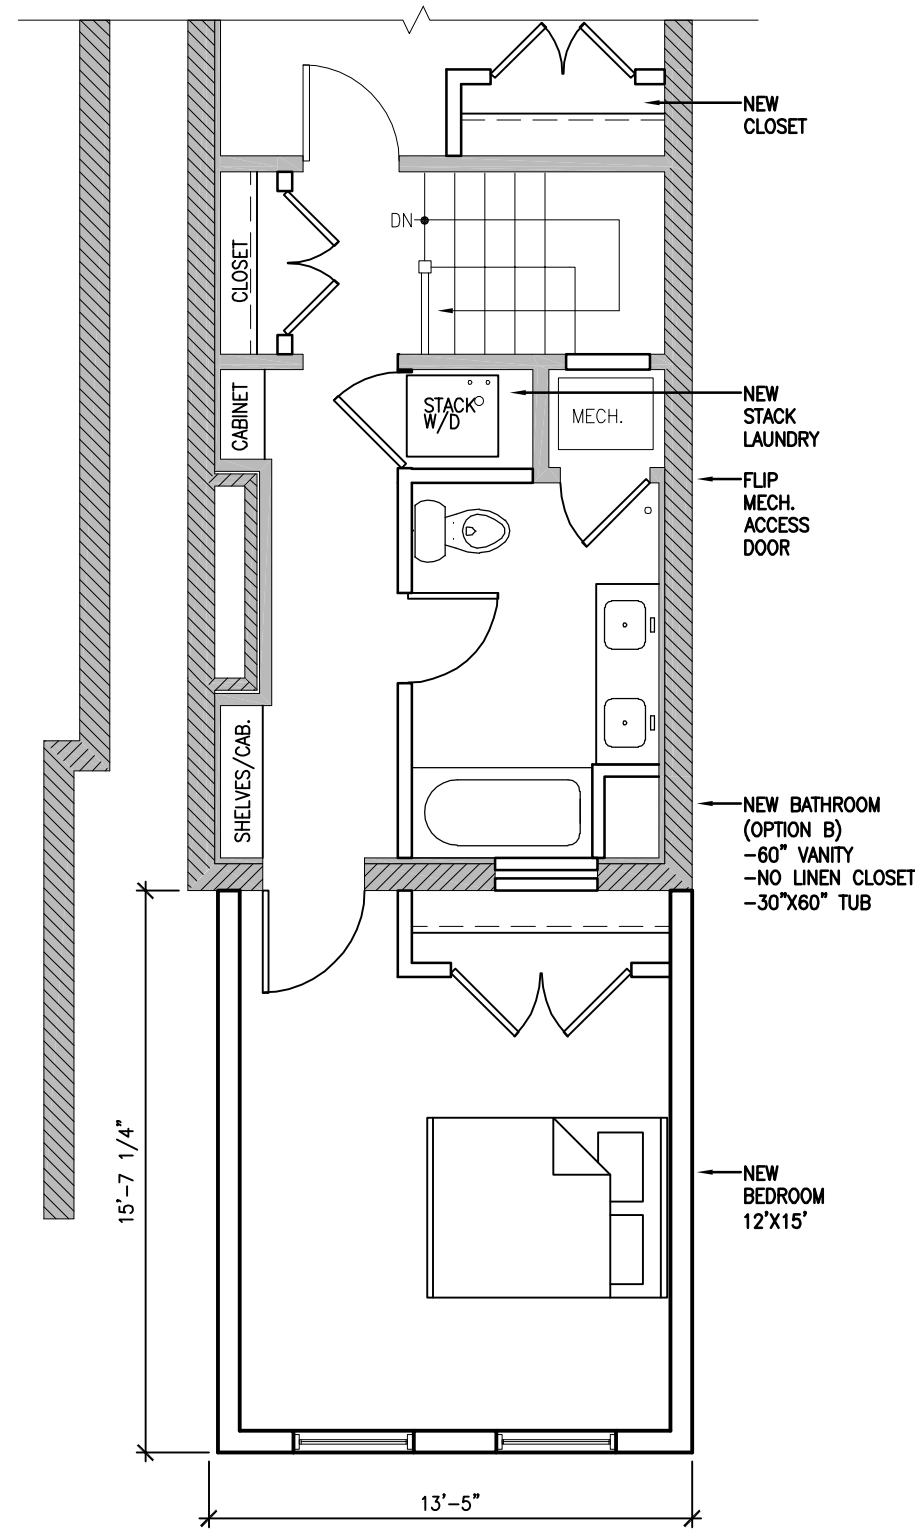 NEW
CLOSET
DN
CLOSET
CABINET
STACK
W/D
MECH.
NEW
STACK
LAUNDRY
FLIP
MECH.
ACCESS
DOOR
SHELVES/CAB.
NEW BATHROOM
(OPTION B)
-60" VANITY
-NO LINEN CLOSET
-30"X60" TUB
15'-7 1/4"
NEW
BEDROOM
12'X15'
13'-5"